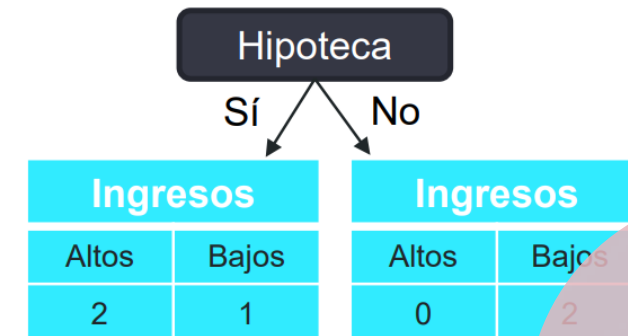 Hipoteca
Sí No
Ingresos Ingresos
Altos Bajos Altos Bajos
2 1 0 2